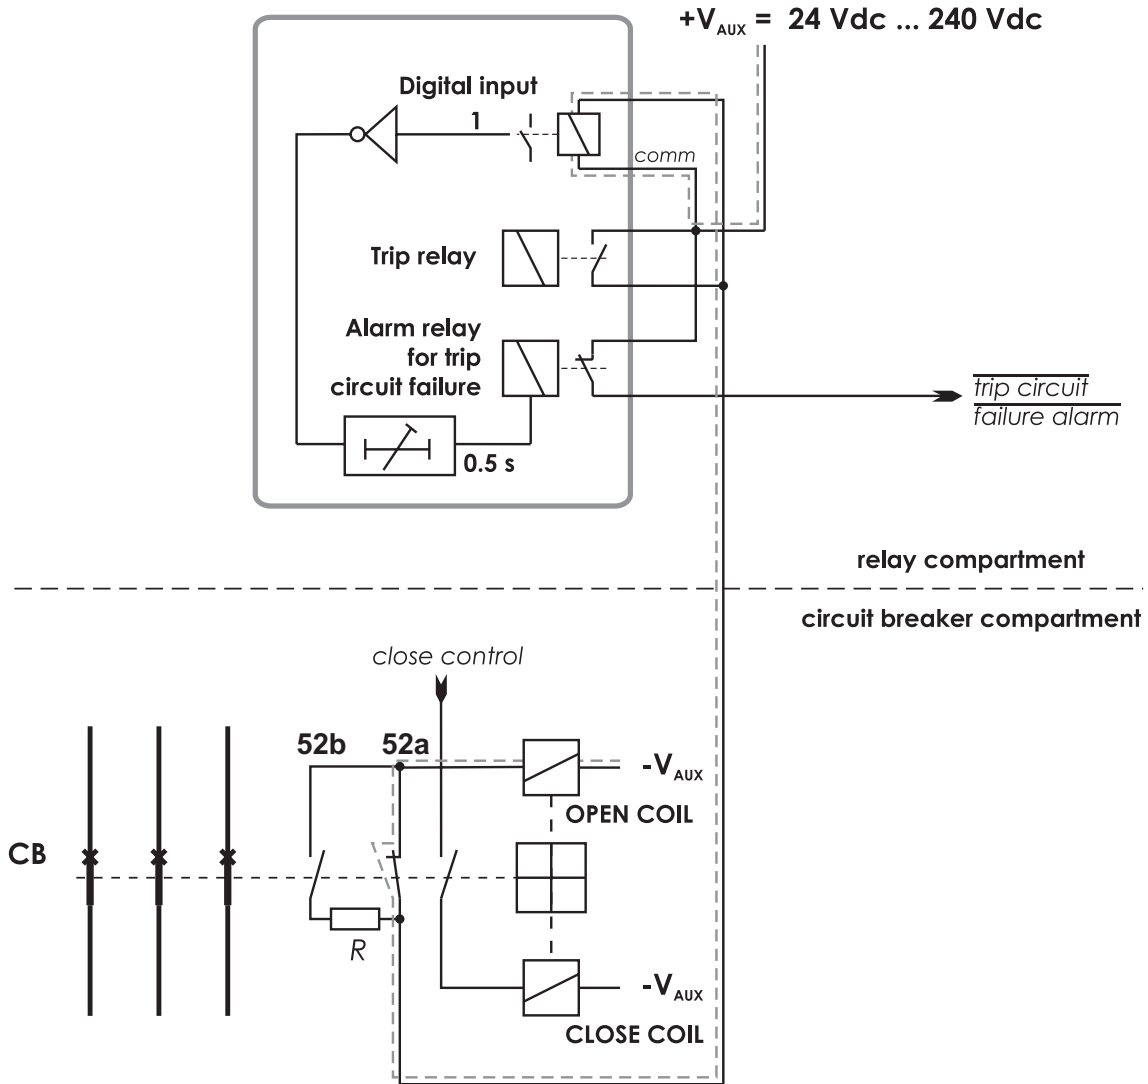 +VAUX = 24 Vdc ... 240 Vdc
Digital input
1
comm
Trip relay
Alarm relay
for trip
circuit failure
0.5 s
trip circuit
failure alarm
relay compartment
circuit breaker compartment
close control
52b 52a
-VAUX
OPEN COIL
CB
R
-VAUX
CLOSE COIL